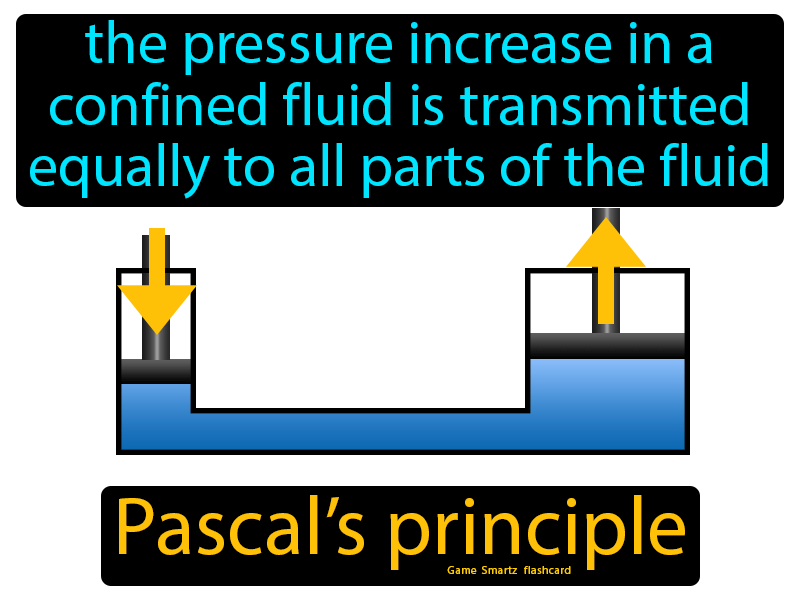 the pressure increase in a
confined fluid is transmitted
equally to all parts of the fluid
Pascal’s principle
Game Smartz flashcard